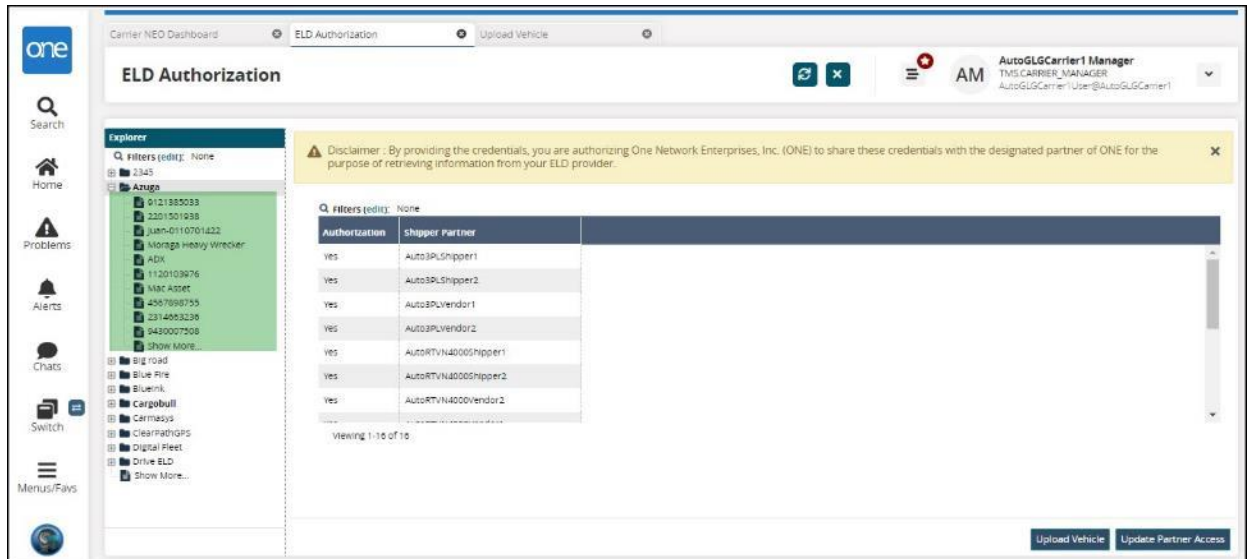 one
Search
Home
Problems
Alerts
Chats
Switch
Menus/Favs
Carrier NEO Dashboard
ELD Authorization
Upload Vehicle
ELD Authorization
AM
AutoGLGCarrier1 Manager
TMS.CARRIER_MANAGER
AutoGLGCarrier1User@AutoGLGCarrier1
Explorer
Filters (edit): None
2345
Azuga
9121385033
2201501938
Juan-0110701422
Moraga Heavy Wrecker
ADX
1120103976
Mac Asset
4567898755
2314663236
9430007508
Show More...
Big road
Blue Fire
BlueInk
Cargobull
Carmasys
ClearPathGPS
Digital Fleet
Drive ELD
Show More...
Disclaimer : By providing the credentials, you are authorizing One Network Enterprises, Inc. (ONE) to share these credentials with the designated partner of ONE for the
purpose of retrieving information from your ELD provider.
Filters (edit): None
Authorization Shipper Partner
Yes Auto3PLShipper1
Yes Auto3PLShipper2
Yes Auto3PLVendor1
Yes Auto3PLVendor2
Yes AutoRTVN4000Shipper1
Yes AutoRTVN4000Shipper2
Yes AutoRTVN4000Vendor2
Viewing 1-16 of 16
Upload Vehicle
Update Partner Access